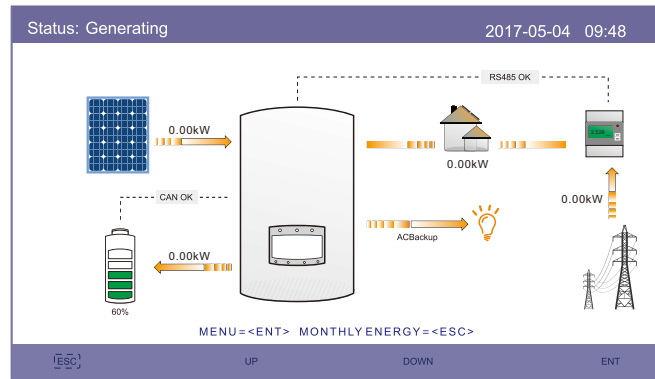 Status: Generating
2017-05-04 09:48
RS485 OK
0.00kW
0.00kW
CAN OK
0.00kW
0.00kW
ACBackup
60%
MENU=<ENT> MONTHLY ENERGY=<ESC>
ESC
UP
DOWN
ENT